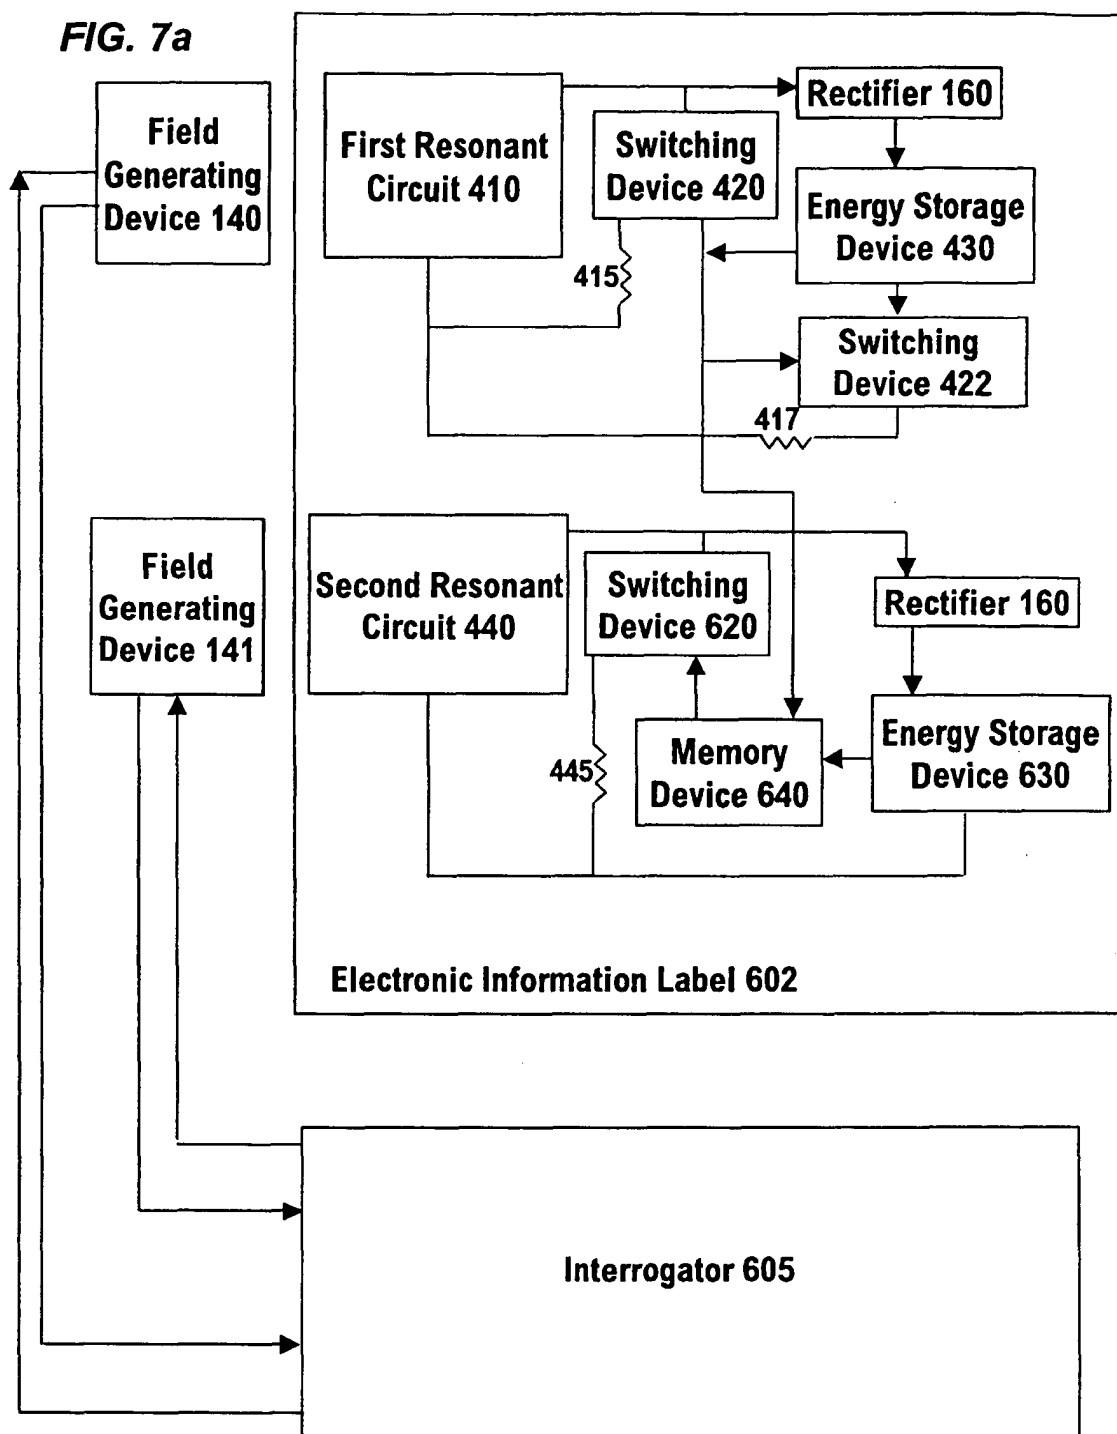 FIG. 7a
Field
Generating
Device 140
First Resonant
Circuit 410
Switching
Device 420
Rectifier 160
Energy Storage
Device 430
415
Switching
Device 422
417
Field
Generating
Device 141
Second Resonant
Circuit 440
Switching
Device 620
Rectifier 160
445
Memory
Device 640
Energy Storage
Device 630
Electronic Information Label 602
Interrogator 605